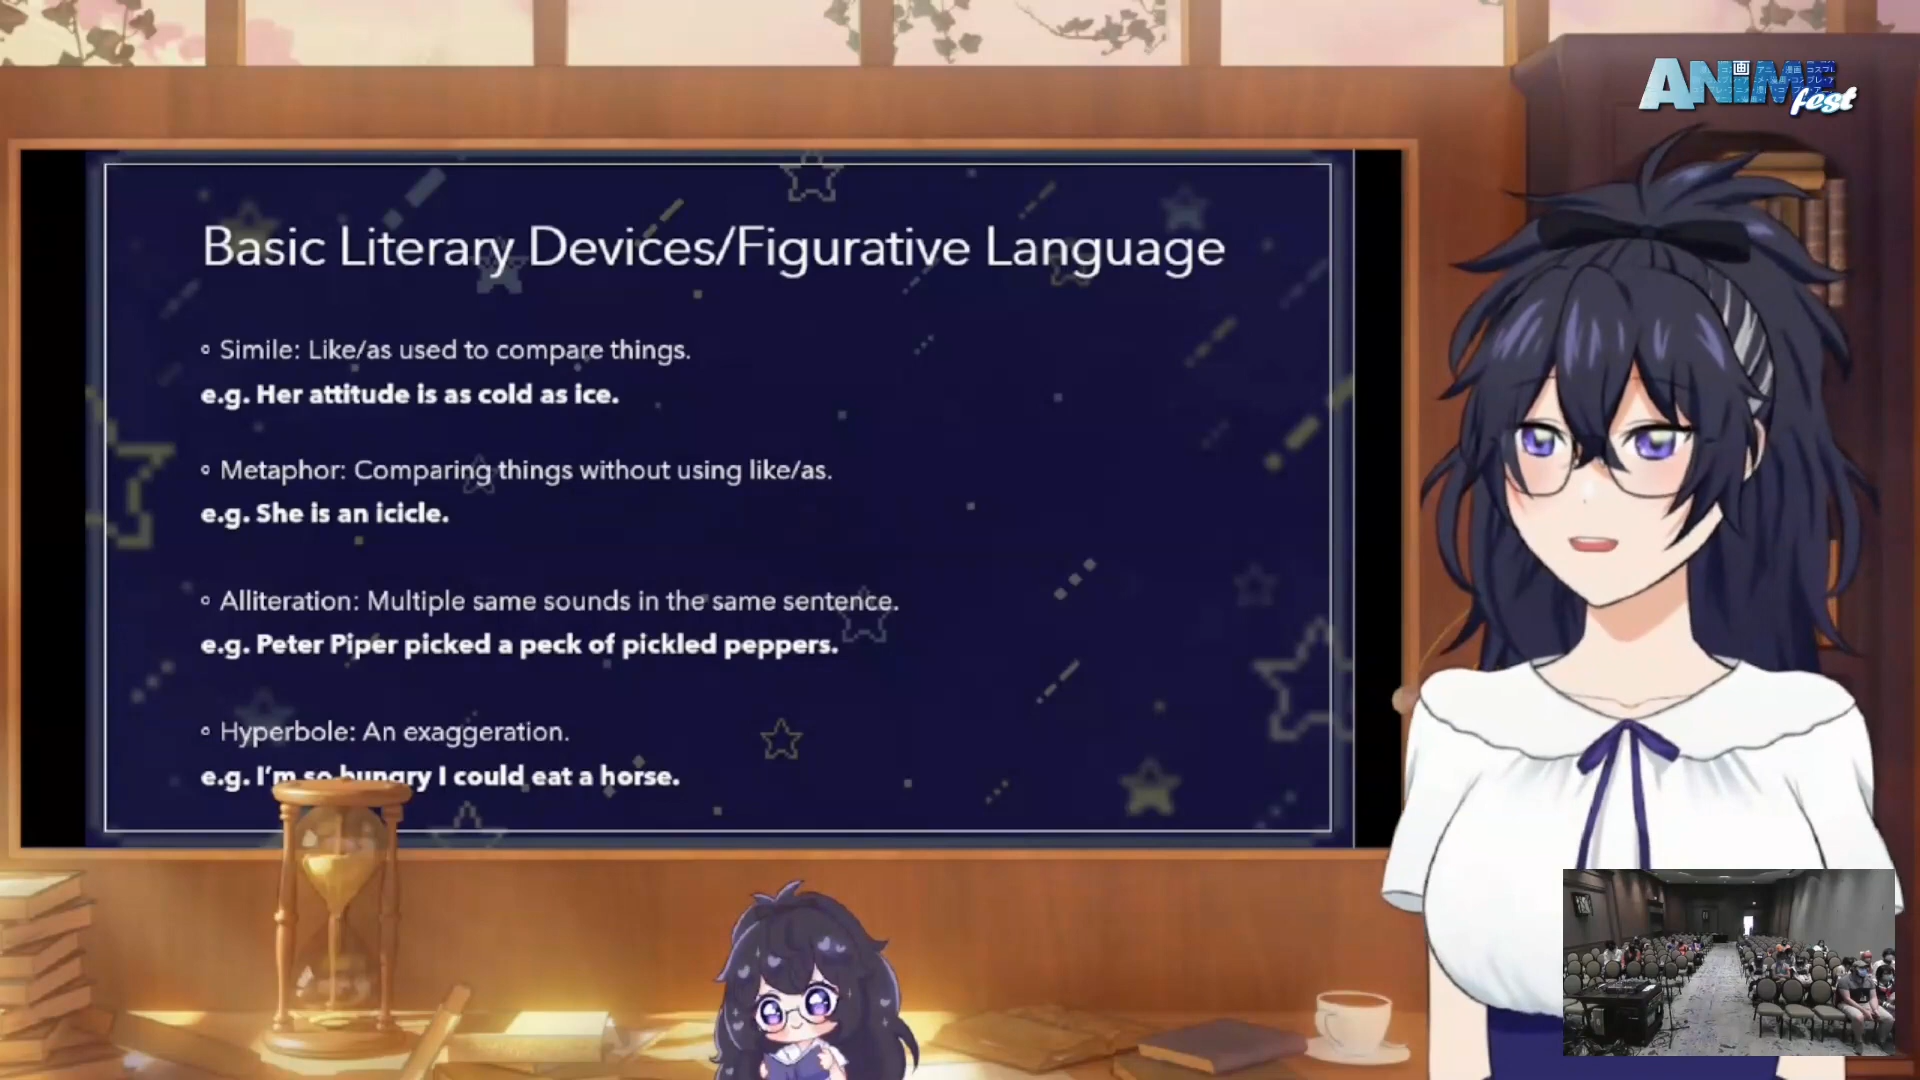 ANIME
fest
Basic Literary Devices/Figurative Language
◦ Simile: Like/as used to compare things.
e.g. Her attitude is as cold as ice.
◦ Metaphor: Comparing things without using like/as.
e.g. She is an icicle.
◦ Alliteration: Multiple same sounds in the same sentence.
e.g. Peter Piper picked a peck of pickled peppers.
◦ Hyperbole: An exaggeration.
e.g. I'm so hungry I could eat a horse.